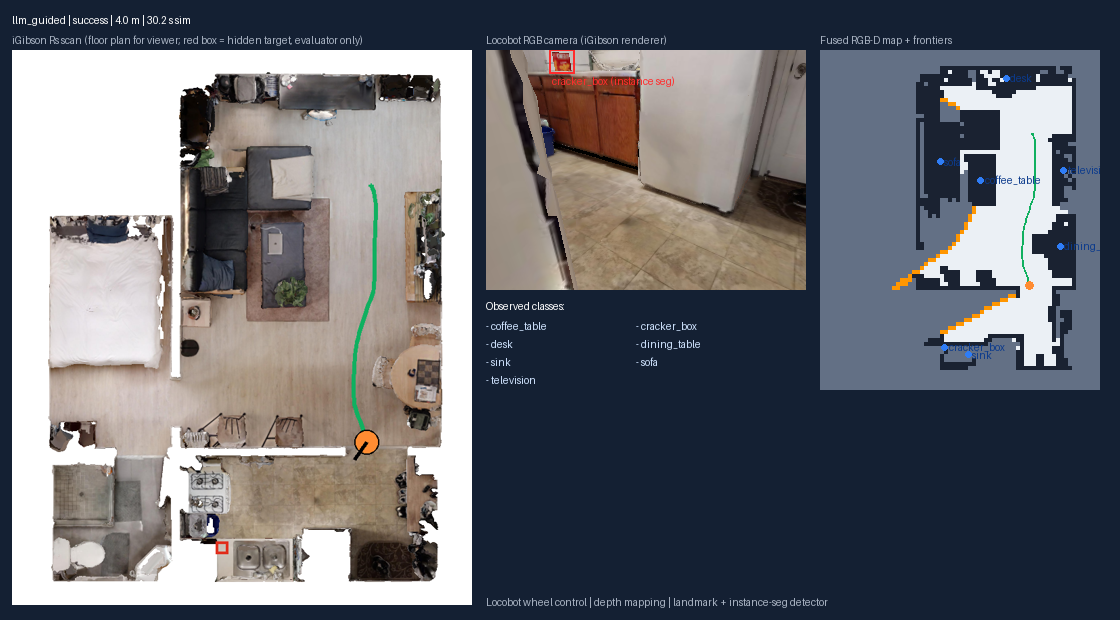 llm_guided | success | 4.0 m | 30.2 s sim
iGibson Rs scan (floor plan for viewer; red box = hidden target, evaluator only)
Locobot RGB camera (iGibson renderer)
Fused RGB-D map + frontiers
cracker_box (instance seg)
desk
sofa
televisi
coffee_table
dining_
cracker_box
sink
Observed classes:
- coffee_table
- cracker_box
- desk
- dining_table
- sink
- sofa
- television
Locobot wheel control | depth mapping | landmark + instance-seg detector